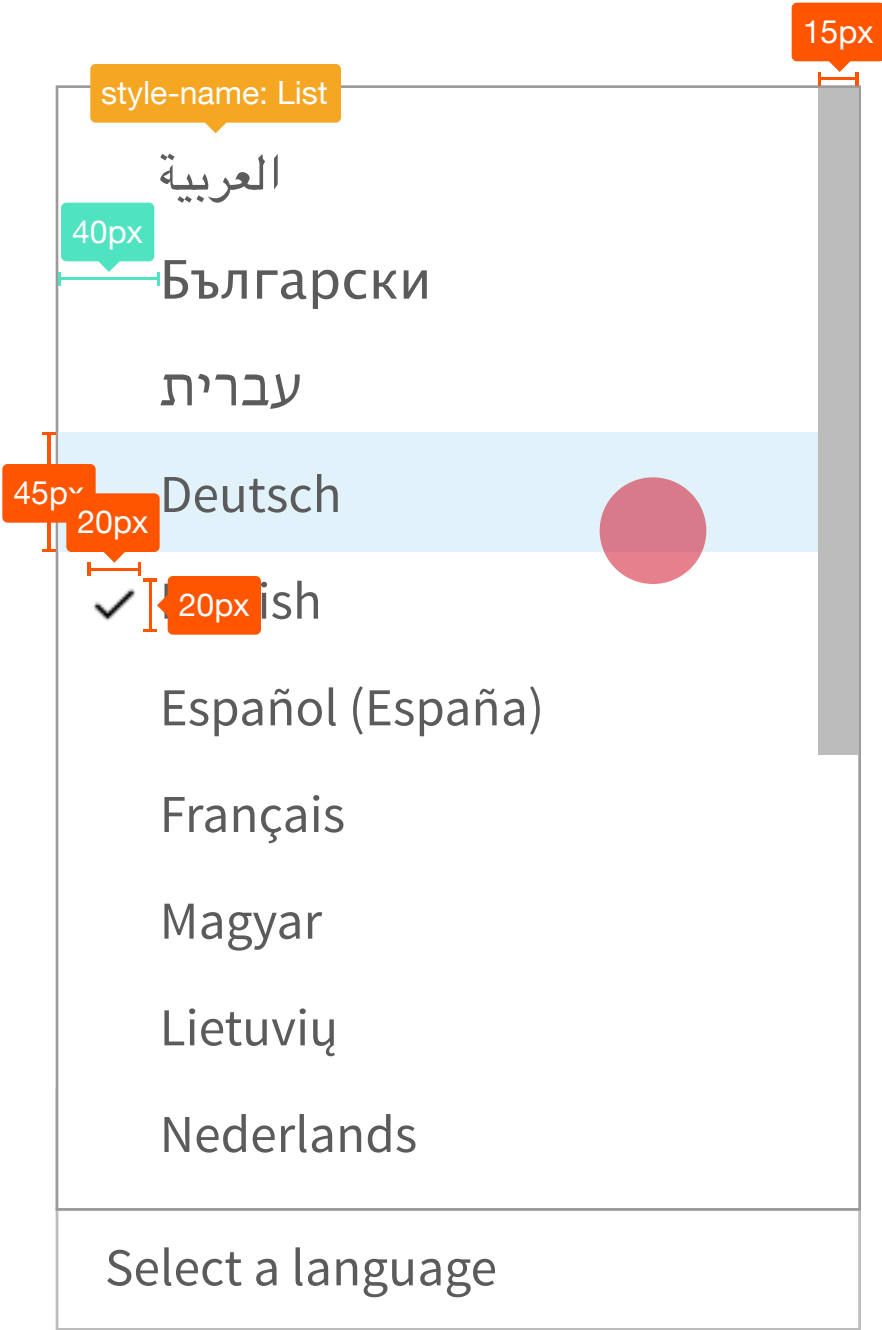 15px
style-name: List
العربية
40px
Български
עברית
Deutsch
45px
20px
20px
ish
Español (España)
Français
Magyar
Lietuvių
Nederlands
Select a language